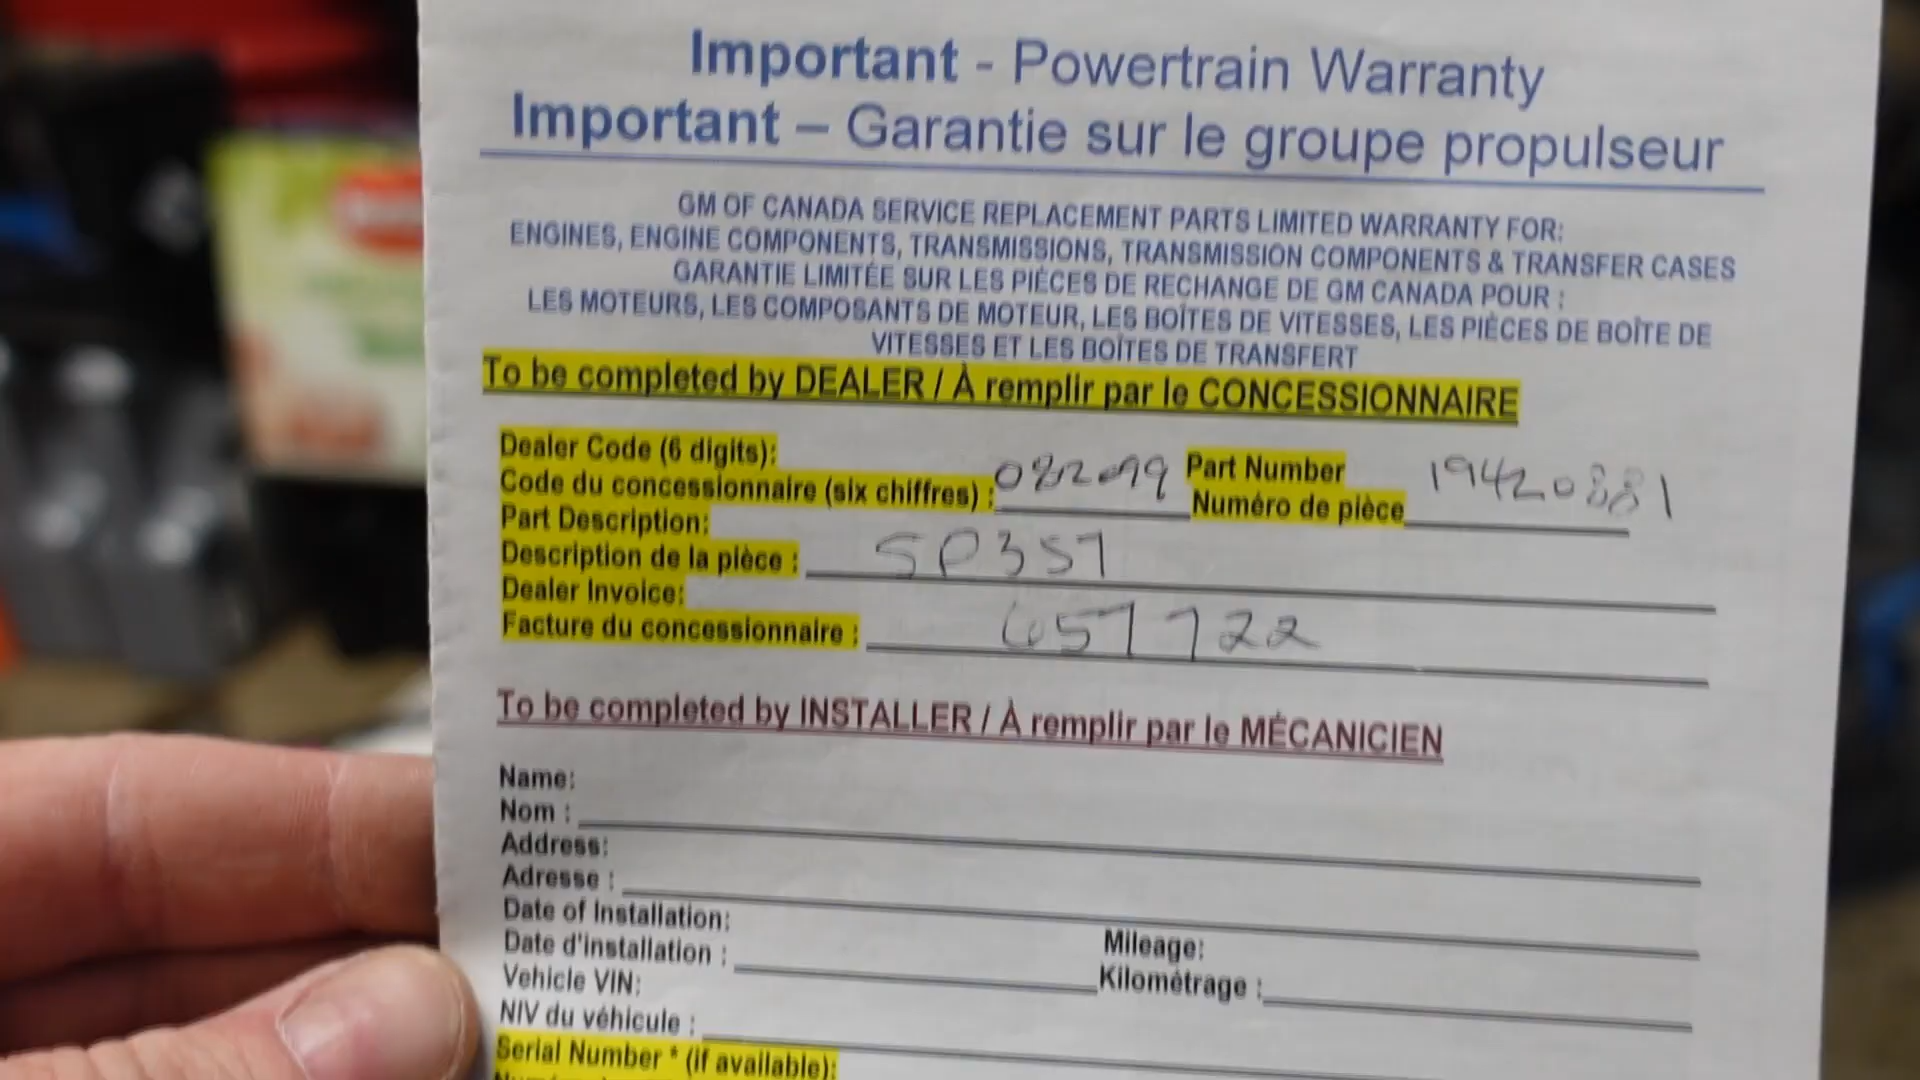 Important - Powertrain Warranty
Important – Garantie sur le groupe propulseur
GM OF CANADA SERVICE REPLACEMENT PARTS LIMITED WARRANTY FOR:
ENGINES, ENGINE COMPONENTS, TRANSMISSIONS, TRANSMISSION COMPONENTS & TRANSFER CASES
GARANTIE LIMITÉE SUR LES PIÈCES DE RECHANGE DE GM CANADA POUR :
LES MOTEURS, LES COMPOSANTS DE MOTEUR, LES BOÎTES DE VITESSES, LES PIÈCES DE BOÎTE DE
VITESSES ET LES BOÎTES DE TRANSFERT
To be completed by DEALER / À remplir par le CONCESSIONNAIRE
Dealer Code (6 digits): Part Number
Code du concessionnaire (six chiffres) : 082099 Numéro de pièce 19420881
Part Description:
Description de la pièce : SP357
Dealer Invoice:
Facture du concessionnaire : 657722
To be completed by INSTALLER / À remplir par le MÉCANICIEN
Name:
Nom :
Address:
Adresse :
Date of Installation: Mileage:
Date d'installation : Kilométrage :
Vehicle VIN:
NIV du véhicule :
Serial Number * (if available):